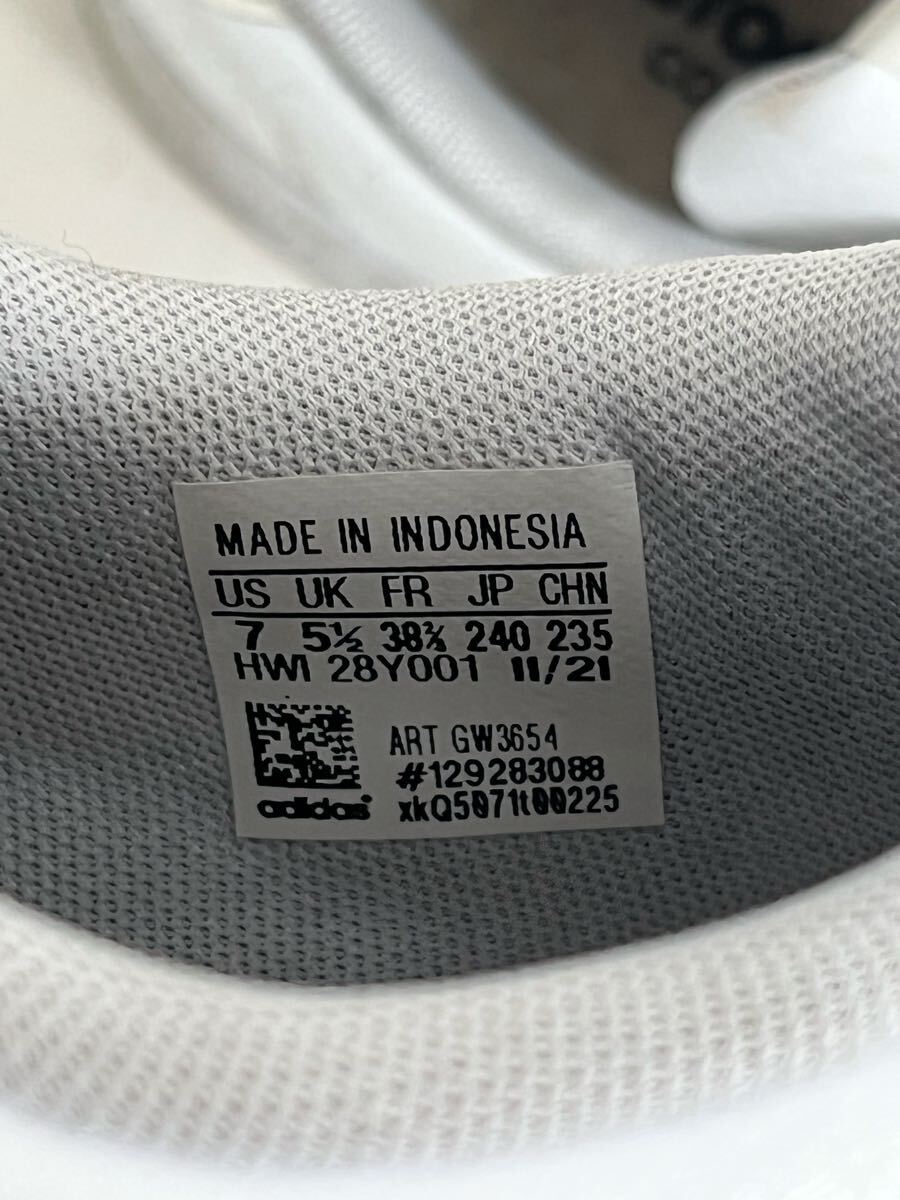 MADE IN INDONESIA
US UK FR JP CHN
7 5½ 38⅔ 240 235
HWI 28Y001 11/21
ART GW3654
#129283088
adidas
xkQ5071t00225